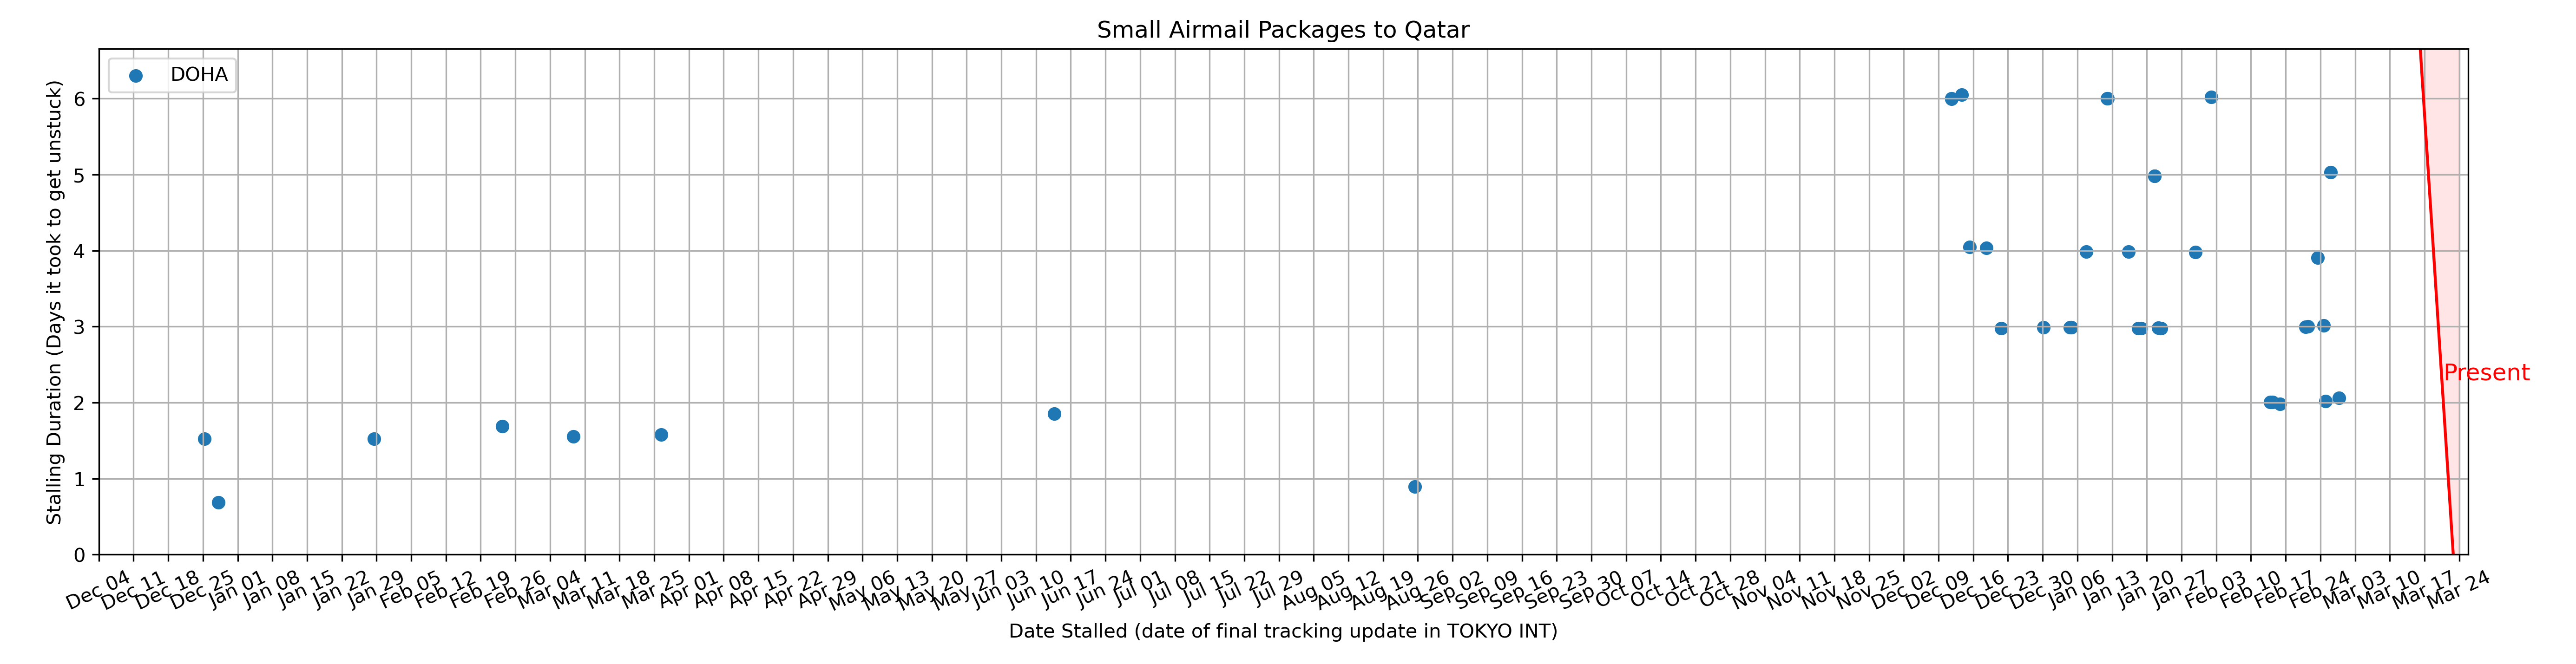 Small Airmail Packages to Qatar
DOHA
Stalling Duration (Days it took to get unstuck)
6
5
4
3
2
1
0
Present
Dec 04
Dec 11
Dec 18
Dec 25
Jan 01
Jan 08
Jan 15
Jan 22
Jan 29
Feb 05
Feb 12
Feb 19
Feb 26
Mar 04
Mar 11
Mar 18
Mar 25
Apr 01
Apr 08
Apr 15
Apr 22
Apr 29
May 06
May 13
May 20
May 27
Jun 03
Jun 10
Jun 17
Jun 24
Jul 01
Jul 08
Jul 15
Jul 22
Jul 29
Aug 05
Aug 12
Aug 19
Aug 26
Sep 02
Sep 09
Sep 16
Sep 23
Sep 30
Oct 07
Oct 14
Oct 21
Oct 28
Nov 04
Nov 11
Nov 18
Nov 25
Dec 02
Dec 09
Dec 16
Dec 23
Dec 30
Jan 06
Jan 13
Jan 20
Jan 27
Feb 03
Feb 10
Feb 17
Feb 24
Mar 03
Mar 10
Mar 17
Mar 24
Date Stalled (date of final tracking update in TOKYO INT)